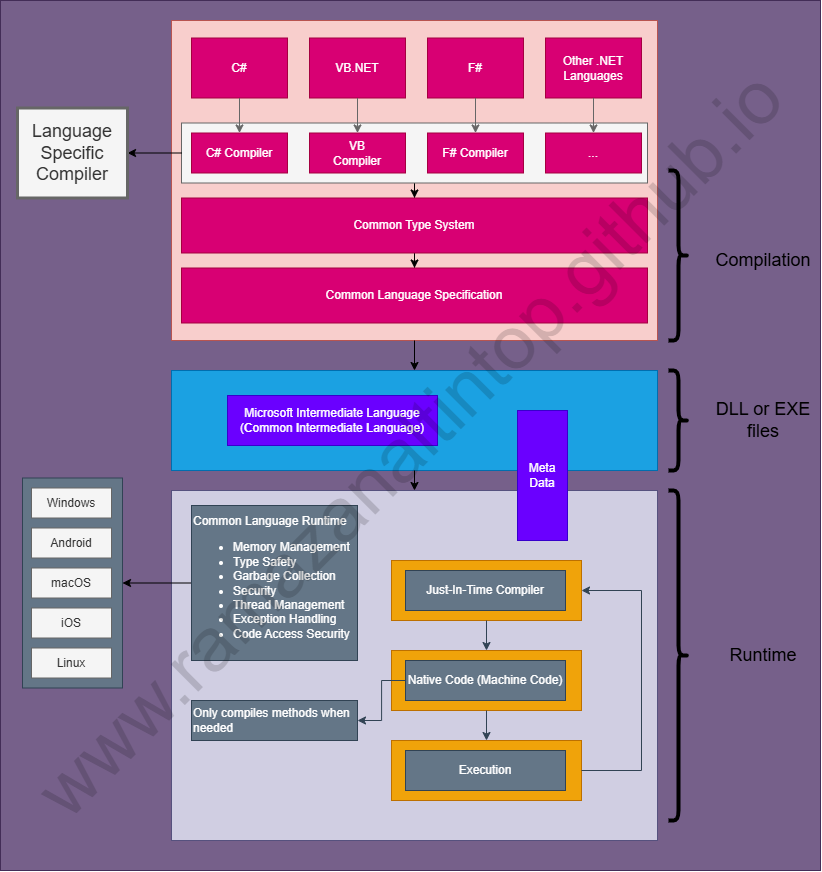 C#
VB.NET
F#
Other .NET
Languages
Language
Specific
Compiler
C# Compiler
VB
Compiler
F# Compiler
...
Common Type System
Common Language Specification
Compilation
Microsoft Intermediate Language
(Common Intermediate Language)
Meta
Data
DLL or EXE
files
Windows
Android
macOS
iOS
Linux
Common Language Runtime
• Memory Management
• Type Safety
• Garbage Collection
• Security
• Thread Management
• Exception Handling
• Code Access Security
Just-In-Time Compiler
Native Code (Machine Code)
Only compiles methods when
needed
Execution
Runtime
www.ramazanaltintop.github.io